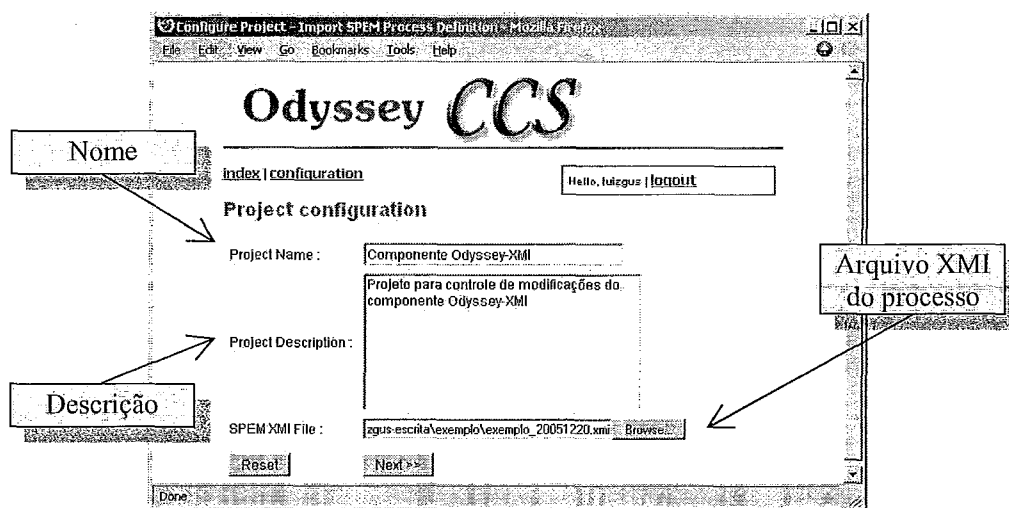 Configure Project - Import SPEM Process Definition - Mozilla Firefox
File Edit View Go Bookmarks Tools Help
Odyssey CCS
Nome
index | configuration
Hello, luizgus | logout
Project configuration
Project Name : Componente Odyssey-XMI
Arquivo XMI
do processo
Projeto para controle de modificações do
componente Odyssey-XMI
Project Description :
Descrição
SPEM XMI File : zgus-escrita\exemplo\exemplo_20051220.xmi Browse...
Reset Next >>
Done